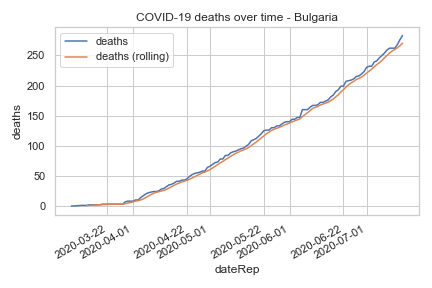 COVID-19 deaths over time - Bulgaria
deaths
deaths (rolling)
250
200
150
100
50
0
deaths
2020-03-22
2020-04-01
2020-04-22
2020-05-01
2020-05-22
2020-06-01
2020-06-22
2020-07-01
dateRep